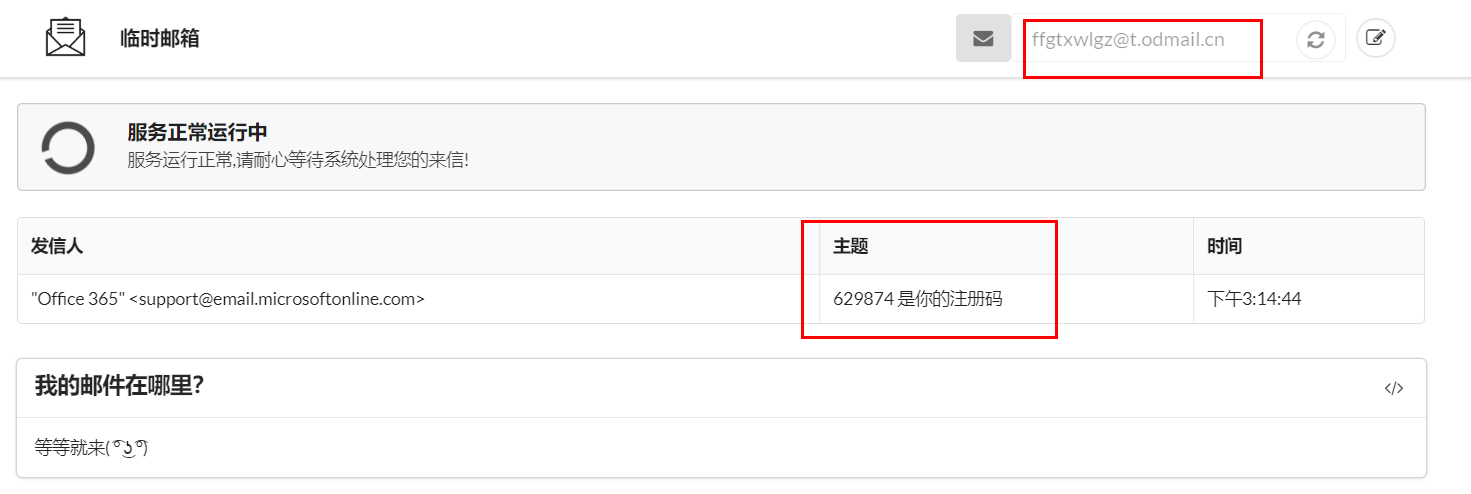 临时邮箱
ffgtxwlgz@t.odmail.cn
服务正常运行中
服务运行正常,请耐心等待系统处理您的来信!
发信人 主题 时间
"Office 365" <support@email.microsoftonline.com> 629874 是你的注册码 下午3:14:44
我的邮件在哪里？ </>
等等就来( ͡° ͜ʖ ͡°)